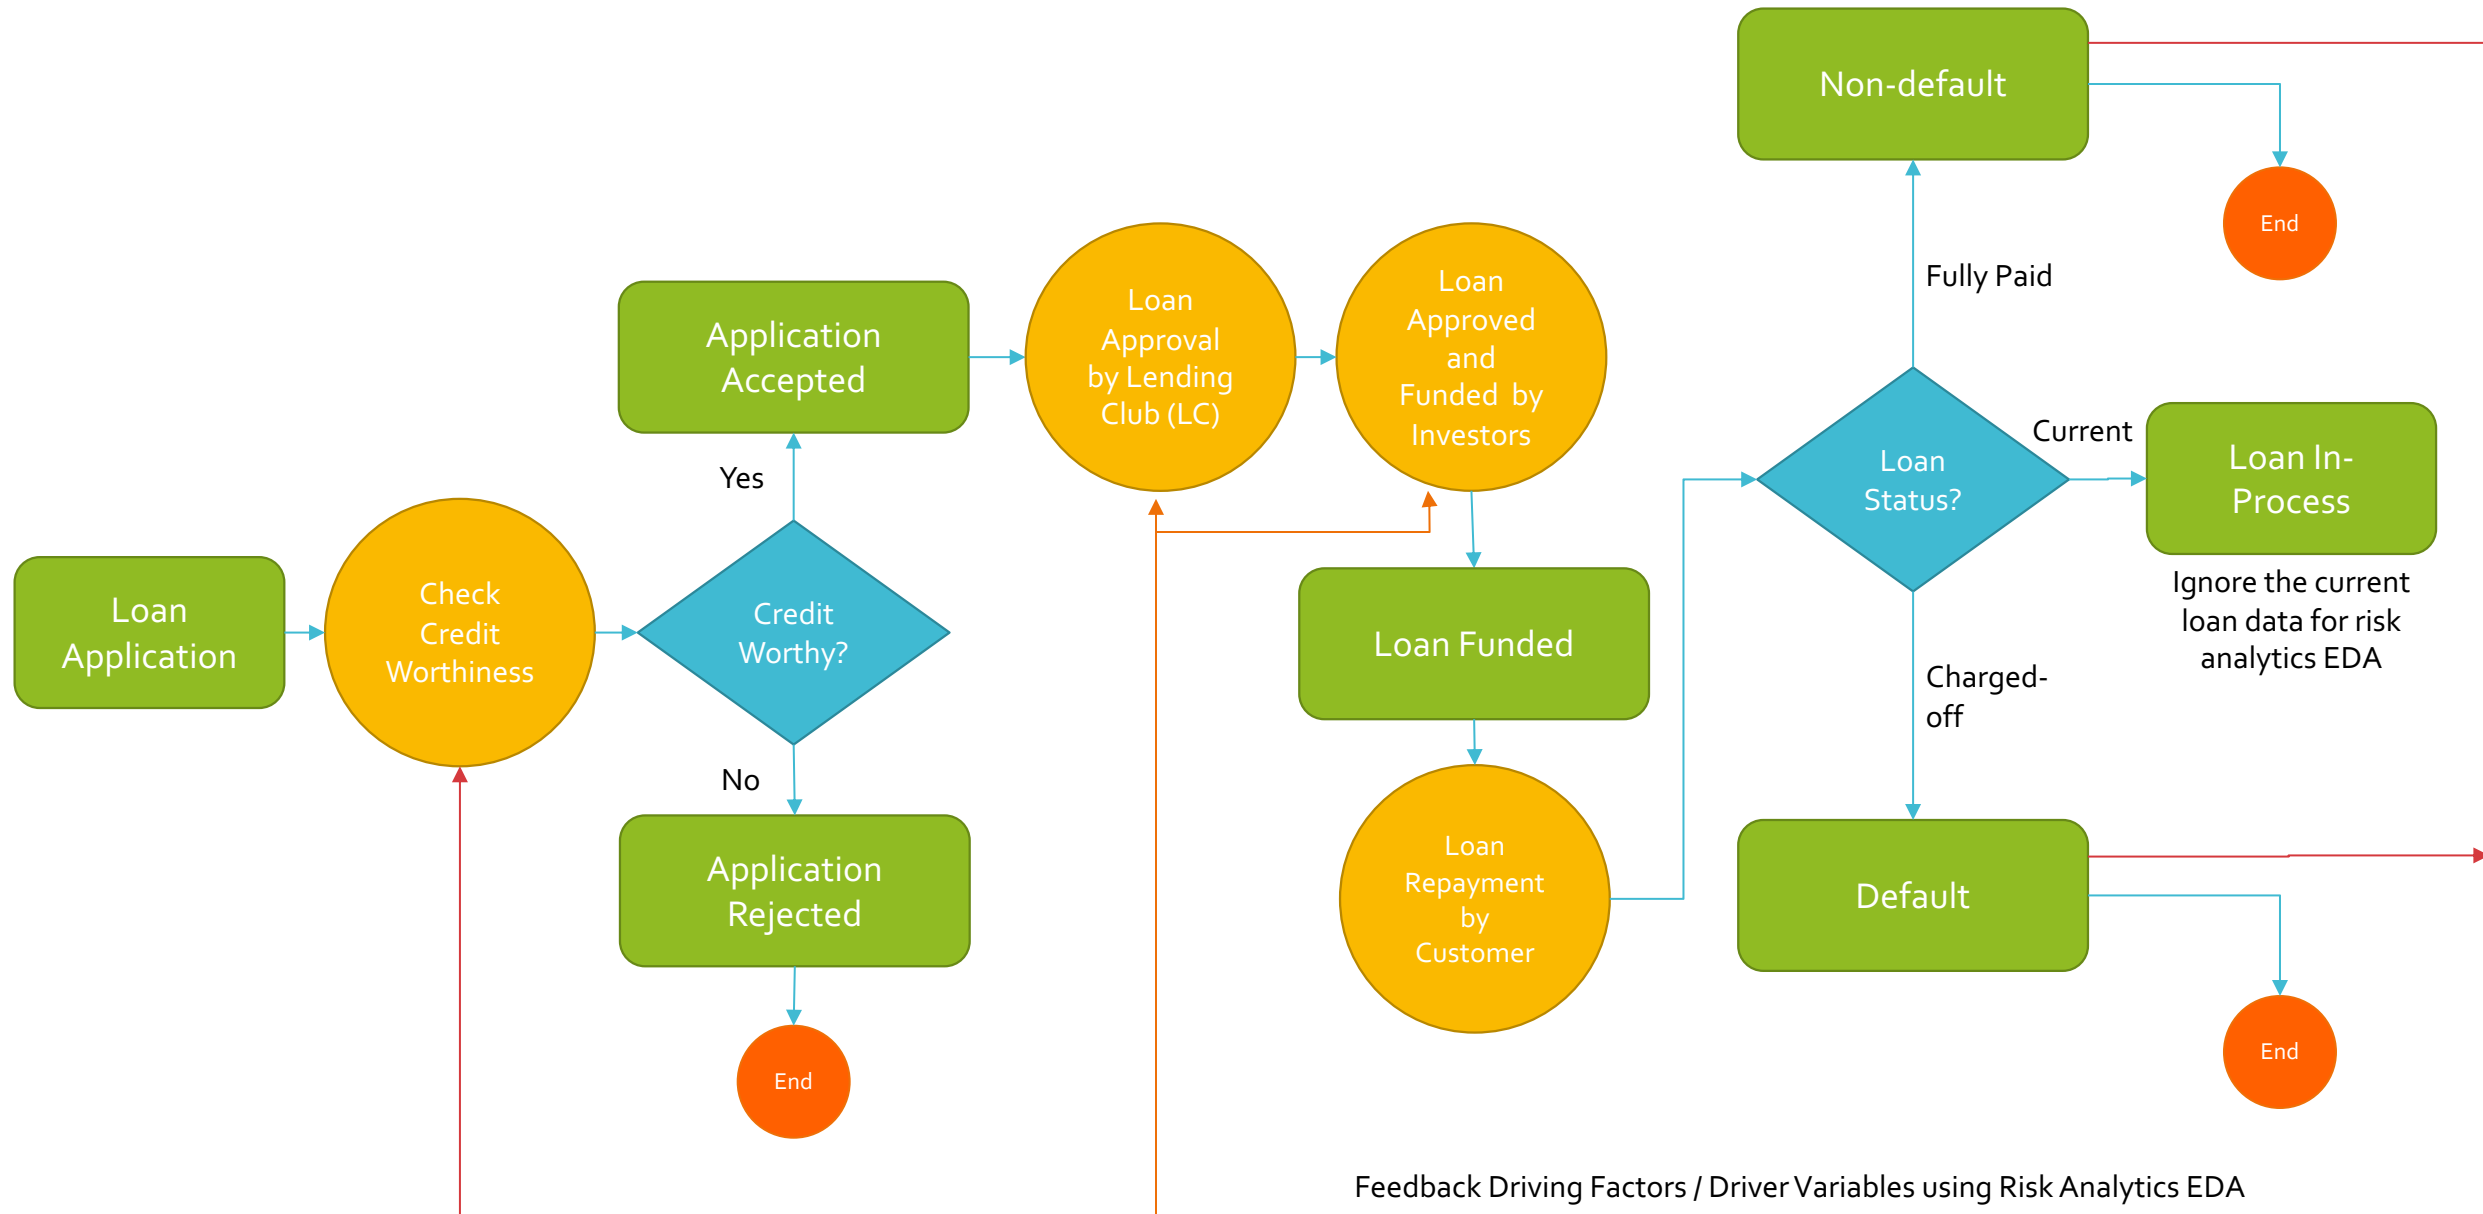 Loan
Application
Check
Credit
Worthiness
Credit
Worthy?
Yes
Application
Accepted
No
Application
Rejected
End
Loan
Approval
by Lending
Club (LC)
Loan
Approved
and
Funded by
Investors
Loan Funded
Loan
Repayment
by
Customer
Loan
Status?
Fully Paid
Non-default
End
Current
Loan In-
Process
Ignore the current
loan data for risk
analytics EDA
Charged-
off
Default
End
Feedback Driving Factors / Driver Variables using Risk Analytics EDA